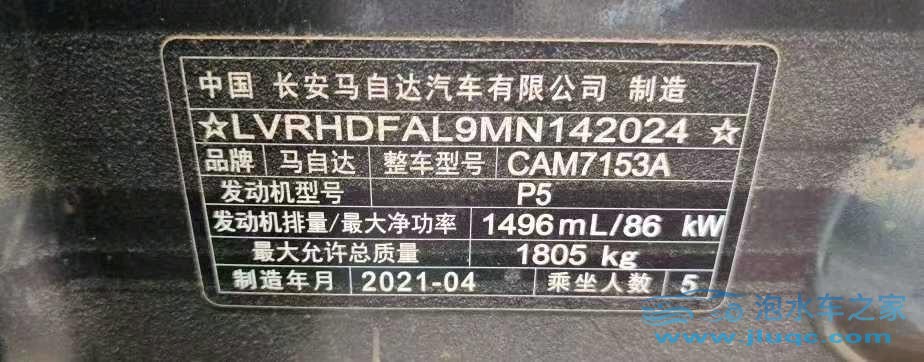 中国 长安马自达汽车有限公司 制造
☆LVRHDFAL9MN142024☆
品牌 马自达 整车型号 CAM7153A
发动机型号 P5
发动机排量/最大净功率 1496mL/86 kW
最大允许总质量 1805 kg
制造年月 2021-04 乘坐人数 5
泡水车之家
www.jluqc.com